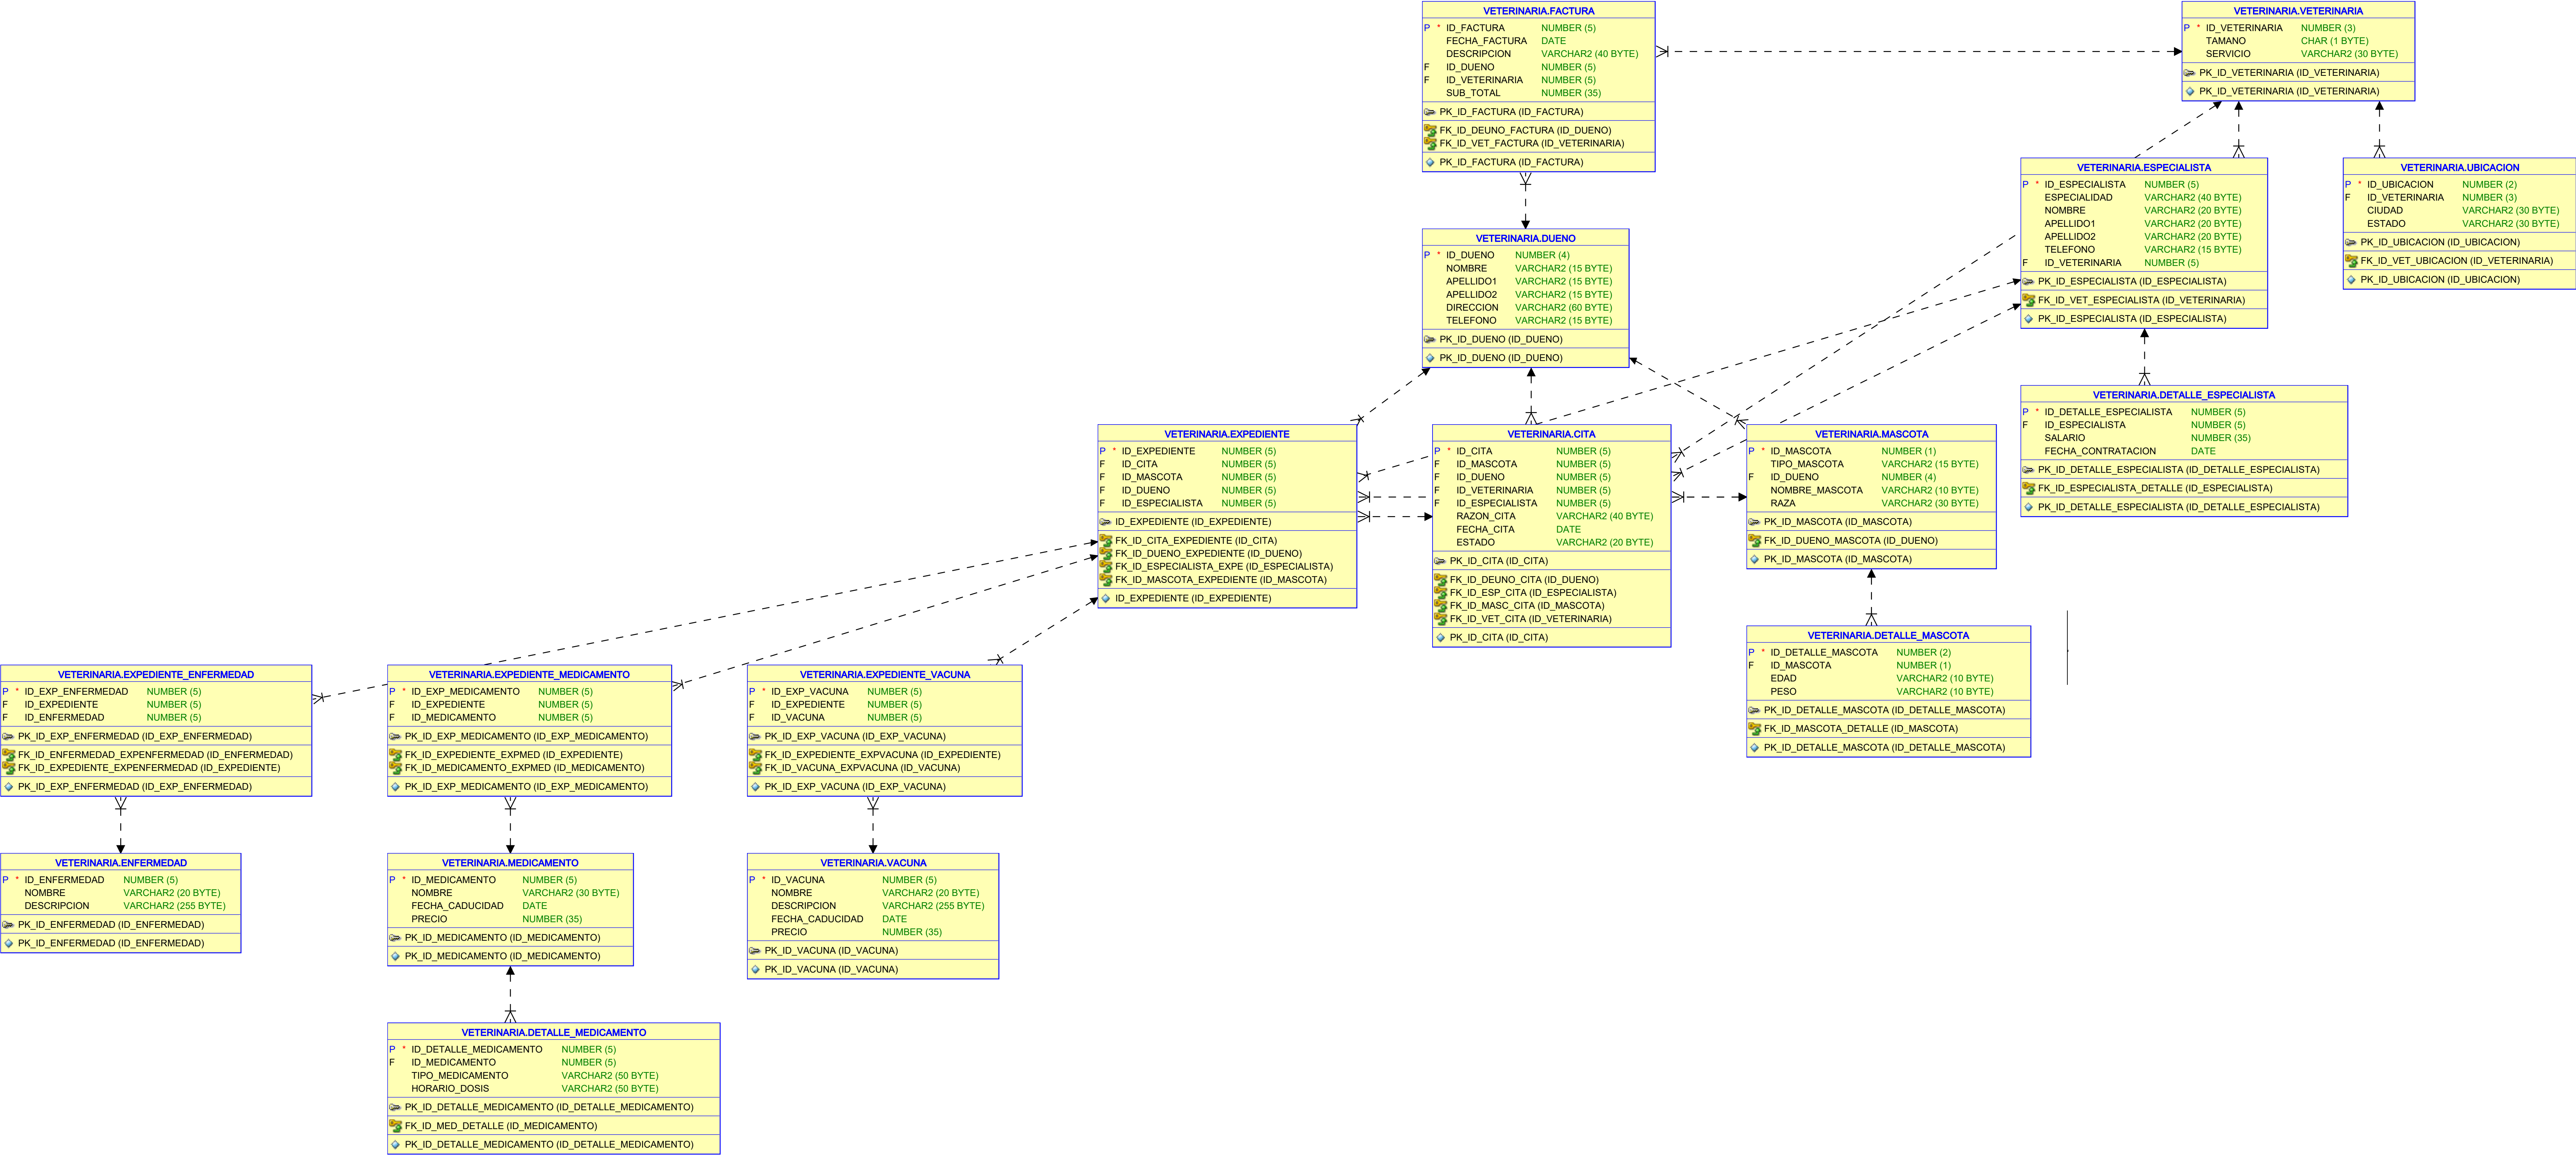 VETERINARIA.FACTURA
P * ID_FACTURA NUMBER (5)
FECHA_FACTURA DATE
DESCRIPCION VARCHAR2 (40 BYTE)
F ID_DUENO NUMBER (5)
F ID_VETERINARIA NUMBER (5)
SUB_TOTAL NUMBER (35)
PK_ID_FACTURA (ID_FACTURA)
FK_ID_DEUNO_FACTURA (ID_DUENO)
FK_ID_VET_FACTURA (ID_VETERINARIA)
PK_ID_FACTURA (ID_FACTURA)
VETERINARIA.VETERINARIA
P * ID_VETERINARIA NUMBER (3)
TAMANO CHAR (1 BYTE)
SERVICIO VARCHAR2 (30 BYTE)
PK_ID_VETERINARIA (ID_VETERINARIA)
PK_ID_VETERINARIA (ID_VETERINARIA)
VETERINARIA.ESPECIALISTA
P * ID_ESPECIALISTA NUMBER (5)
ESPECIALIDAD VARCHAR2 (40 BYTE)
NOMBRE VARCHAR2 (20 BYTE)
APELLIDO1 VARCHAR2 (20 BYTE)
APELLIDO2 VARCHAR2 (20 BYTE)
TELEFONO VARCHAR2 (15 BYTE)
F ID_VETERINARIA NUMBER (5)
PK_ID_ESPECIALISTA (ID_ESPECIALISTA)
FK_ID_VET_ESPECIALISTA (ID_VETERINARIA)
PK_ID_ESPECIALISTA (ID_ESPECIALISTA)
VETERINARIA.UBICACION
P * ID_UBICACION NUMBER (2)
F ID_VETERINARIA NUMBER (3)
CIUDAD VARCHAR2 (30 BYTE)
ESTADO VARCHAR2 (30 BYTE)
PK_ID_UBICACION (ID_UBICACION)
FK_ID_VET_UBICACION (ID_VETERINARIA)
PK_ID_UBICACION (ID_UBICACION)
VETERINARIA.DUENO
P * ID_DUENO NUMBER (4)
NOMBRE VARCHAR2 (15 BYTE)
APELLIDO1 VARCHAR2 (15 BYTE)
APELLIDO2 VARCHAR2 (15 BYTE)
DIRECCION VARCHAR2 (60 BYTE)
TELEFONO VARCHAR2 (15 BYTE)
PK_ID_DUENO (ID_DUENO)
PK_ID_DUENO (ID_DUENO)
VETERINARIA.DETALLE_ESPECIALISTA
P * ID_DETALLE_ESPECIALISTA NUMBER (5)
F ID_ESPECIALISTA NUMBER (5)
SALARIO NUMBER (35)
FECHA_CONTRATACION DATE
PK_ID_DETALLE_ESPECIALISTA (ID_DETALLE_ESPECIALISTA)
FK_ID_ESPECIALISTA_DETALLE (ID_ESPECIALISTA)
PK_ID_DETALLE_ESPECIALISTA (ID_DETALLE_ESPECIALISTA)
VETERINARIA.EXPEDIENTE
P * ID_EXPEDIENTE NUMBER (5)
F ID_CITA NUMBER (5)
F ID_MASCOTA NUMBER (5)
F ID_DUENO NUMBER (5)
F ID_ESPECIALISTA NUMBER (5)
ID_EXPEDIENTE (ID_EXPEDIENTE)
FK_ID_CITA_EXPEDIENTE (ID_CITA)
FK_ID_DUENO_EXPEDIENTE (ID_DUENO)
FK_ID_ESPECIALISTA_EXPE (ID_ESPECIALISTA)
FK_ID_MASCOTA_EXPEDIENTE (ID_MASCOTA)
ID_EXPEDIENTE (ID_EXPEDIENTE)
VETERINARIA.CITA
P * ID_CITA NUMBER (5)
F ID_MASCOTA NUMBER (5)
F ID_DUENO NUMBER (5)
F ID_VETERINARIA NUMBER (5)
F ID_ESPECIALISTA NUMBER (5)
RAZON_CITA VARCHAR2 (40 BYTE)
FECHA_CITA DATE
ESTADO VARCHAR2 (20 BYTE)
PK_ID_CITA (ID_CITA)
FK_ID_DEUNO_CITA (ID_DUENO)
FK_ID_ESP_CITA (ID_ESPECIALISTA)
FK_ID_MASC_CITA (ID_MASCOTA)
FK_ID_VET_CITA (ID_VETERINARIA)
PK_ID_CITA (ID_CITA)
VETERINARIA.MASCOTA
P * ID_MASCOTA NUMBER (1)
TIPO_MASCOTA VARCHAR2 (15 BYTE)
F ID_DUENO NUMBER (4)
NOMBRE_MASCOTA VARCHAR2 (10 BYTE)
RAZA VARCHAR2 (30 BYTE)
PK_ID_MASCOTA (ID_MASCOTA)
FK_ID_DUENO_MASCOTA (ID_DUENO)
PK_ID_MASCOTA (ID_MASCOTA)
VETERINARIA.DETALLE_MASCOTA
P * ID_DETALLE_MASCOTA NUMBER (2)
F ID_MASCOTA NUMBER (1)
EDAD VARCHAR2 (10 BYTE)
PESO VARCHAR2 (10 BYTE)
PK_ID_DETALLE_MASCOTA (ID_DETALLE_MASCOTA)
FK_ID_MASCOTA_DETALLE (ID_MASCOTA)
PK_ID_DETALLE_MASCOTA (ID_DETALLE_MASCOTA)
VETERINARIA.EXPEDIENTE_ENFERMEDAD
P * ID_EXP_ENFERMEDAD NUMBER (5)
F ID_EXPEDIENTE NUMBER (5)
F ID_ENFERMEDAD NUMBER (5)
PK_ID_EXP_ENFERMEDAD (ID_EXP_ENFERMEDAD)
FK_ID_ENFERMEDAD_EXPENFERMEDAD (ID_ENFERMEDAD)
FK_ID_EXPEDIENTE_EXPENFERMEDAD (ID_EXPEDIENTE)
PK_ID_EXP_ENFERMEDAD (ID_EXP_ENFERMEDAD)
VETERINARIA.EXPEDIENTE_MEDICAMENTO
P * ID_EXP_MEDICAMENTO NUMBER (5)
F ID_EXPEDIENTE NUMBER (5)
F ID_MEDICAMENTO NUMBER (5)
PK_ID_EXP_MEDICAMENTO (ID_EXP_MEDICAMENTO)
FK_ID_EXPEDIENTE_EXPMED (ID_EXPEDIENTE)
FK_ID_MEDICAMENTO_EXPMED (ID_MEDICAMENTO)
PK_ID_EXP_MEDICAMENTO (ID_EXP_MEDICAMENTO)
VETERINARIA.EXPEDIENTE_VACUNA
P * ID_EXP_VACUNA NUMBER (5)
F ID_EXPEDIENTE NUMBER (5)
F ID_VACUNA NUMBER (5)
PK_ID_EXP_VACUNA (ID_EXP_VACUNA)
FK_ID_EXPEDIENTE_EXPVACUNA (ID_EXPEDIENTE)
FK_ID_VACUNA_EXPVACUNA (ID_VACUNA)
PK_ID_EXP_VACUNA (ID_EXP_VACUNA)
VETERINARIA.ENFERMEDAD
P * ID_ENFERMEDAD NUMBER (5)
NOMBRE VARCHAR2 (20 BYTE)
DESCRIPCION VARCHAR2 (255 BYTE)
PK_ID_ENFERMEDAD (ID_ENFERMEDAD)
PK_ID_ENFERMEDAD (ID_ENFERMEDAD)
VETERINARIA.MEDICAMENTO
P * ID_MEDICAMENTO NUMBER (5)
NOMBRE VARCHAR2 (30 BYTE)
FECHA_CADUCIDAD DATE
PRECIO NUMBER (35)
PK_ID_MEDICAMENTO (ID_MEDICAMENTO)
PK_ID_MEDICAMENTO (ID_MEDICAMENTO)
VETERINARIA.VACUNA
P * ID_VACUNA NUMBER (5)
NOMBRE VARCHAR2 (20 BYTE)
DESCRIPCION VARCHAR2 (255 BYTE)
FECHA_CADUCIDAD DATE
PRECIO NUMBER (35)
PK_ID_VACUNA (ID_VACUNA)
PK_ID_VACUNA (ID_VACUNA)
VETERINARIA.DETALLE_MEDICAMENTO
P * ID_DETALLE_MEDICAMENTO NUMBER (5)
F ID_MEDICAMENTO NUMBER (5)
TIPO_MEDICAMENTO VARCHAR2 (50 BYTE)
HORARIO_DOSIS VARCHAR2 (50 BYTE)
PK_ID_DETALLE_MEDICAMENTO (ID_DETALLE_MEDICAMENTO)
FK_ID_MED_DETALLE (ID_MEDICAMENTO)
PK_ID_DETALLE_MEDICAMENTO (ID_DETALLE_MEDICAMENTO)